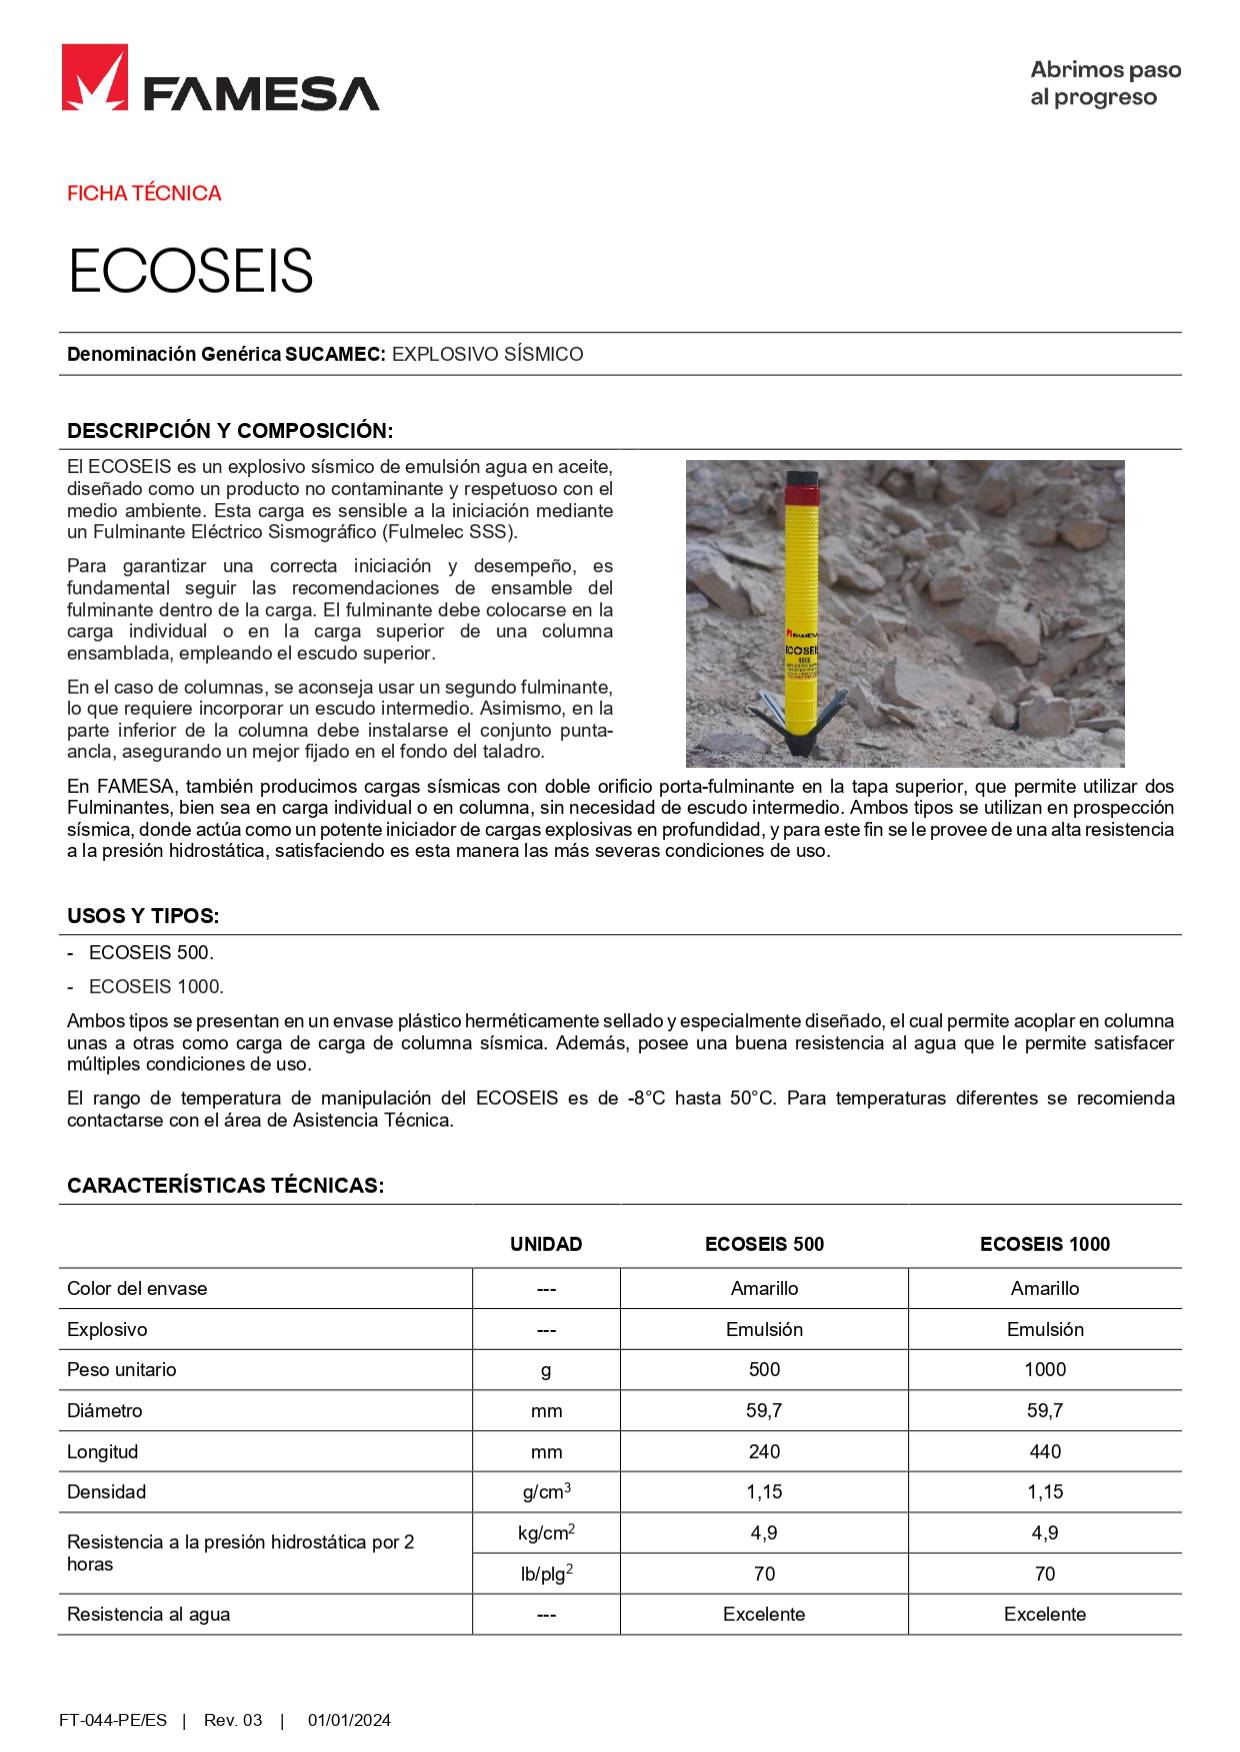 FAMESA
Abrimos paso
al progreso
FICHA TÉCNICA
ECOSEIS
Denominación Genérica SUCAMEC: EXPLOSIVO SÍSMICO
DESCRIPCIÓN Y COMPOSICIÓN:
El ECOSEIS es un explosivo sísmico de emulsión agua en aceite,
diseñado como un producto no contaminante y respetuoso con el
medio ambiente. Esta carga es sensible a la iniciación mediante
un Fulminante Eléctrico Sismográfico (Fulmelec SSS).
Para garantizar una correcta iniciación y desempeño, es
fundamental seguir las recomendaciones de ensamble del
fulminante dentro de la carga. El fulminante debe colocarse en la
carga individual o en la carga superior de una columna
ensamblada, empleando el escudo superior.
En el caso de columnas, se aconseja usar un segundo fulminante,
lo que requiere incorporar un escudo intermedio. Asimismo, en la
parte inferior de la columna debe instalarse el conjunto punta-
ancla, asegurando un mejor fijado en el fondo del taladro.
FAMESA
ECOSEIS
1000
En FAMESA, también producimos cargas sísmicas con doble orificio porta-fulminante en la tapa superior, que permite utilizar dos
Fulminantes, bien sea en carga individual o en columna, sin necesidad de escudo intermedio. Ambos tipos se utilizan en prospección
sísmica, donde actúa como un potente iniciador de cargas explosivas en profundidad, y para este fin se le provee de una alta resistencia
a la presión hidrostática, satisfaciendo es esta manera las más severas condiciones de uso.
USOS Y TIPOS:
- ECOSEIS 500.
- ECOSEIS 1000.
Ambos tipos se presentan en un envase plástico herméticamente sellado y especialmente diseñado, el cual permite acoplar en columna
unas a otras como carga de carga de columna sísmica. Además, posee una buena resistencia al agua que le permite satisfacer
múltiples condiciones de uso.
El rango de temperatura de manipulación del ECOSEIS es de -8°C hasta 50°C. Para temperaturas diferentes se recomienda
contactarse con el área de Asistencia Técnica.
CARACTERÍSTICAS TÉCNICAS:
UNIDAD ECOSEIS 500 ECOSEIS 1000
Color del envase --- Amarillo Amarillo
Explosivo --- Emulsión Emulsión
Peso unitario g 500 1000
Diámetro mm 59,7 59,7
Longitud mm 240 440
Densidad g/cm³ 1,15 1,15
Resistencia a la presión hidrostática por 2
horas
kg/cm² 4,9 4,9
lb/plg² 70 70
Resistencia al agua --- Excelente Excelente
FT-044-PE/ES | Rev. 03 | 01/01/2024